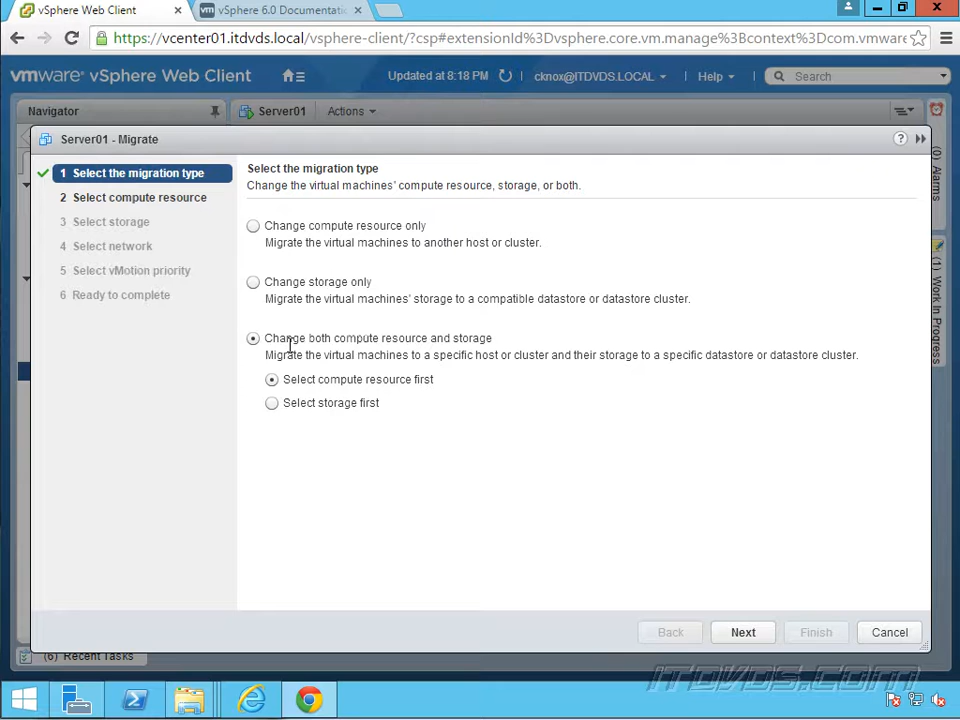 vSphere Web Client
vSphere 6.0 Documentatic
https://vcenter01.itdvds.local/vsphere-client/?csp#extensionId%3Dvsphere.core.vm.manage%3Bcontext%3Dcom.vmware
vmware® vSphere Web Client
Updated at 8:18 PM
cknox@ITDVDS.LOCAL
Help
Search
Navigator
Server01
Actions
Server01 - Migrate
1 Select the migration type
2 Select compute resource
3 Select storage
4 Select network
5 Select vMotion priority
6 Ready to complete
Select the migration type
Change the virtual machines' compute resource, storage, or both.
Change compute resource only
Migrate the virtual machines to another host or cluster.
Change storage only
Migrate the virtual machines' storage to a compatible datastore or datastore cluster.
Change both compute resource and storage
Migrate the virtual machines to a specific host or cluster and their storage to a specific datastore or datastore cluster.
Select compute resource first
Select storage first
Back
Next
Finish
Cancel
(0) Alarms
(1) Work In Progress
(6) Recent Tasks
ITDVDS.COM